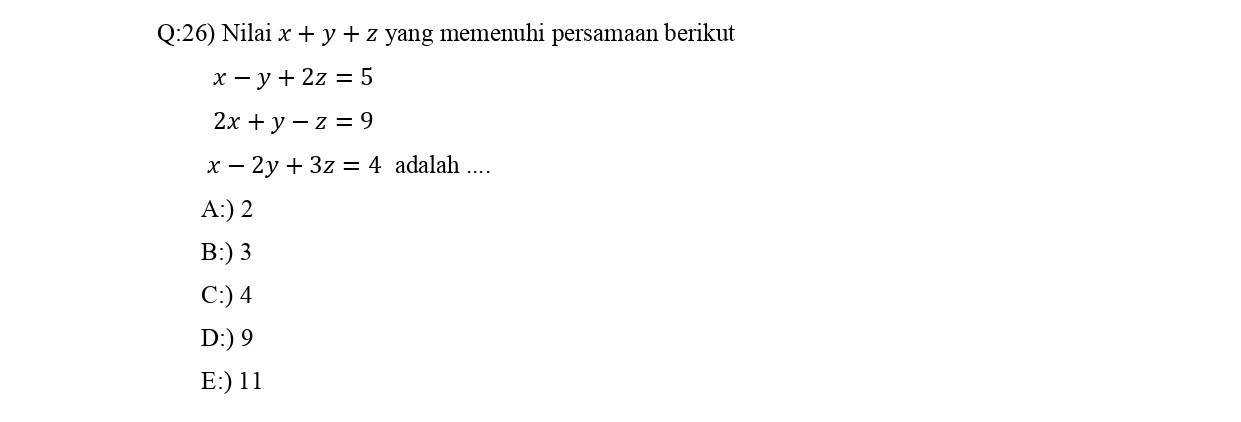 Q:26) Nilai x + y + z yang memenuhi persamaan berikut
x − y + 2z = 5
2x + y − z = 9
x − 2y + 3z = 4 adalah ....
A:) 2
B:) 3
C:) 4
D:) 9
E:) 11